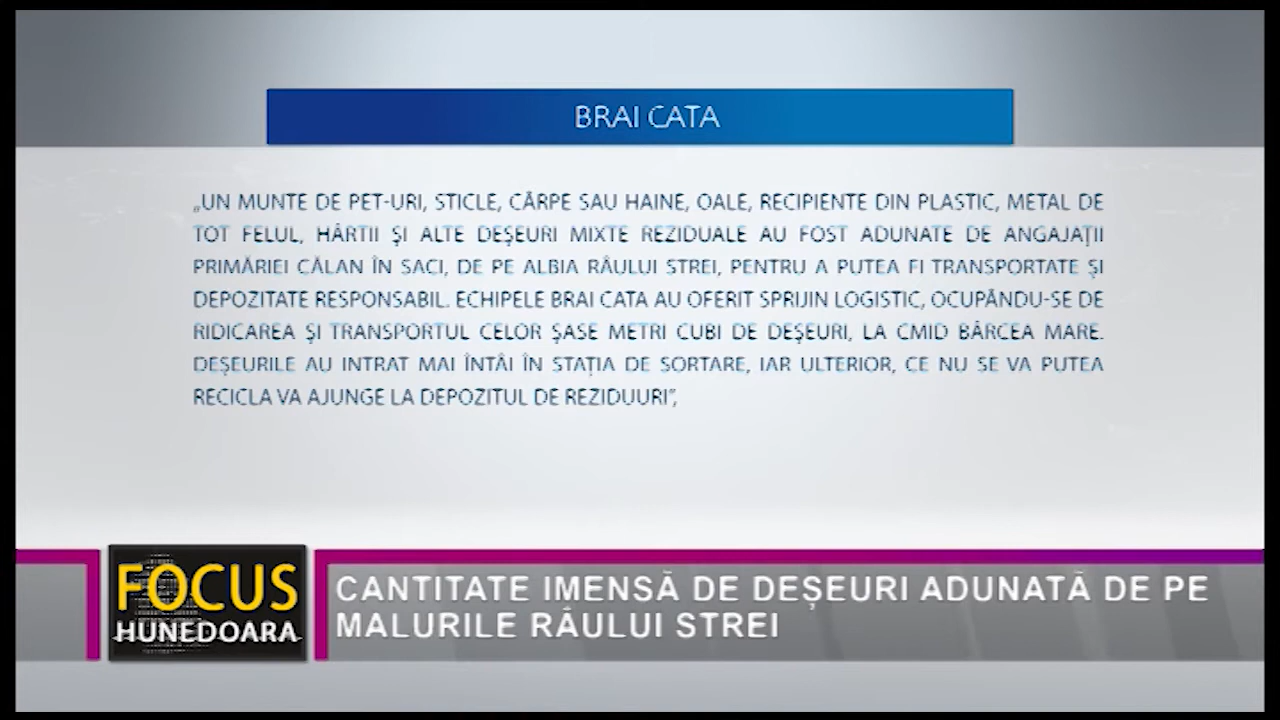 BRAI CATA
„UN MUNTE DE PET-URI, STICLE, CÂRPE SAU HAINE, OALE, RECIPIENTE DIN PLASTIC, METAL DE
TOT FELUL, HÂRTII ȘI ALTE DEȘEURI MIXTE REZIDUALE AU FOST ADUNATE DE ANGAJAȚII
PRIMĂRIEI CĂLAN ÎN SACI, DE PE ALBIA RÂULUI STREI, PENTRU A PUTEA FI TRANSPORTATE ȘI
DEPOZITATE RESPONSABIL. ECHIPELE BRAI CATA AU OFERIT SPRIJIN LOGISTIC, OCUPÂNDU-SE DE
RIDICAREA ȘI TRANSPORTUL CELOR ȘASE METRI CUBI DE DEȘEURI, LA CMID BÂRCEA MARE.
DEȘEURILE AU INTRAT MAI ÎNTÂI ÎN STAȚIA DE SORTARE, IAR ULTERIOR, CE NU SE VA PUTEA
RECICLA VA AJUNGE LA DEPOZITUL DE REZIDUURI”,
FOCUS
HUNEDOARA
CANTITATE IMENSĂ DE DEȘEURI ADUNATĂ DE PE
MALURILE RÂULUI STREI